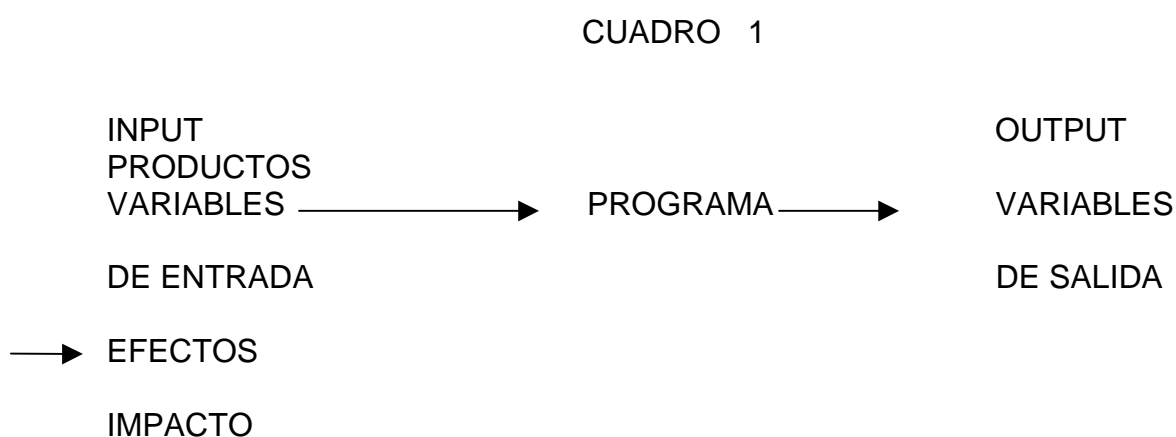 CUADRO 1
INPUT OUTPUT
PRODUCTOS
VARIABLES PROGRAMA VARIABLES
DE ENTRADA DE SALIDA
EFECTOS
IMPACTO